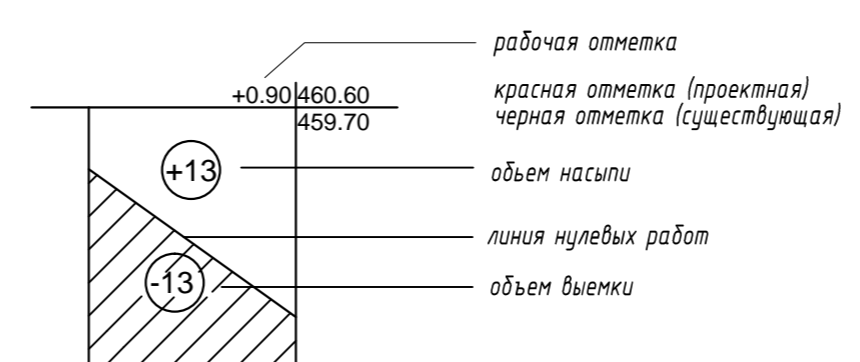 рабочая отметка
+0.90 460.60 красная отметка (проектная)
459.70 черная отметка (существующая)
+13 обьем насыпи
линия нулевых работ
-13 объем выемки